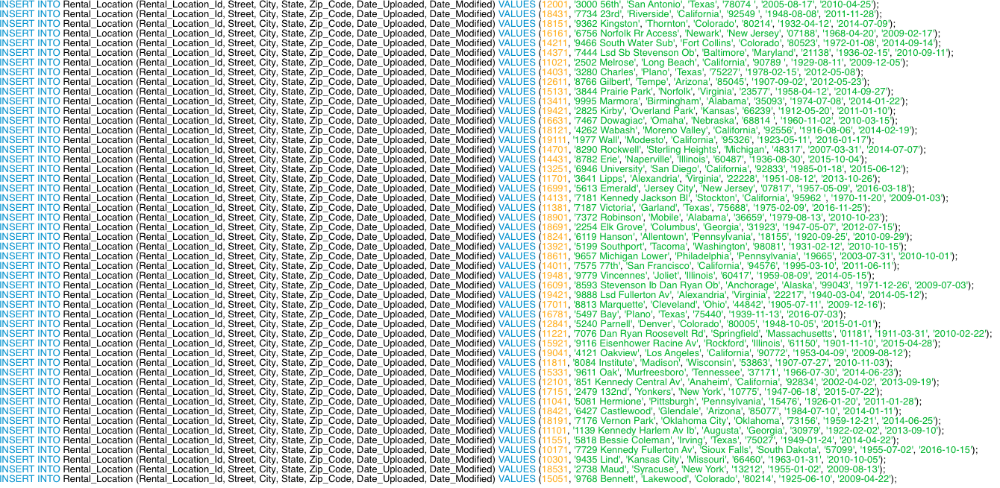 INSERT INTO Rental_Location (Rental_Location_Id, Street, City, State, Zip_Code, Date_Uploaded, Date_Modified) VALUES (12001, '3000 56th', 'San Antonio', 'Texas', '78074 ', '2005-08-17', '2010-04-25');
INSERT INTO Rental_Location (Rental_Location_Id, Street, City, State, Zip_Code, Date_Uploaded, Date_Modified) VALUES (18431, '7734 23rd', 'Riverside', 'California', '92549 ', '1948-08-08', '2011-11-28');
INSERT INTO Rental_Location (Rental_Location_Id, Street, City, State, Zip_Code, Date_Uploaded, Date_Modified) VALUES (18151, '9362 Kingston', 'Thornton', 'Colorado', '80214', '1932-04-12', '2014-07-09');
INSERT INTO Rental_Location (Rental_Location_Id, Street, City, State, Zip_Code, Date_Uploaded, Date_Modified) VALUES (16161, '6756 Norfolk Rr Access', 'Newark', 'New Jersey', '07188', '1968-04-20', '2009-02-17');
INSERT INTO Rental_Location (Rental_Location_Id, Street, City, State, Zip_Code, Date_Uploaded, Date_Modified) VALUES (14211, '9466 South Water Sub', 'Fort Collins', 'Colorado', '80523', '1972-01-08', '2014-09-14');
INSERT INTO Rental_Location (Rental_Location_Id, Street, City, State, Zip_Code, Date_Uploaded, Date_Modified) VALUES (14371, '7444 Lsd Sb Stevenson Ob', 'Baltimore', 'Maryland', '21138', '1936-02-15', '2010-09-11');
INSERT INTO Rental_Location (Rental_Location_Id, Street, City, State, Zip_Code, Date_Uploaded, Date_Modified) VALUES (11021, '2502 Melrose', 'Long Beach', 'California', '90789 ', '1929-08-11', '2009-12-05');
INSERT INTO Rental_Location (Rental_Location_Id, Street, City, State, Zip_Code, Date_Uploaded, Date_Modified) VALUES (14031, '3280 Charles', 'Plano', 'Texas', '75227', '1978-02-15', '2012-05-08');
INSERT INTO Rental_Location (Rental_Location_Id, Street, City, State, Zip_Code, Date_Uploaded, Date_Modified) VALUES (12611, '8766 Gilbert', 'Tempe', 'Arizona', '85045', '1907-09-02', '2012-05-23');
INSERT INTO Rental_Location (Rental_Location_Id, Street, City, State, Zip_Code, Date_Uploaded, Date_Modified) VALUES (15131, '3844 Prairie Park', 'Norfolk', 'Virginia', '23577', '1958-04-12', '2014-09-27');
INSERT INTO Rental_Location (Rental_Location_Id, Street, City, State, Zip_Code, Date_Uploaded, Date_Modified) VALUES (13411, '9995 Marmora', 'Birmingham', 'Alabama', '35093', '1974-07-08', '2014-01-22');
INSERT INTO Rental_Location (Rental_Location_Id, Street, City, State, Zip_Code, Date_Uploaded, Date_Modified) VALUES (19421, '2825 Kirby', 'Overland Park', 'Kansas', '66239', '1912-05-20', '2011-01-10');
INSERT INTO Rental_Location (Rental_Location_Id, Street, City, State, Zip_Code, Date_Uploaded, Date_Modified) VALUES (16631, '7467 Dowagiac', 'Omaha', 'Nebraska', '68814 ', '1960-11-02', '2010-03-15');
INSERT INTO Rental_Location (Rental_Location_Id, Street, City, State, Zip_Code, Date_Uploaded, Date_Modified) VALUES (18121, '4262 Wabash', 'Moreno Valley', 'California', '92556', '1916-08-06', '2014-02-19');
INSERT INTO Rental_Location (Rental_Location_Id, Street, City, State, Zip_Code, Date_Uploaded, Date_Modified) VALUES (19111, '1977 Wall', 'Modesto', 'California', '95326', '1923-05-11', '2016-01-17');
INSERT INTO Rental_Location (Rental_Location_Id, Street, City, State, Zip_Code, Date_Uploaded, Date_Modified) VALUES (14701, '8290 Rockwell', 'Sterling Heights', 'Michigan', '48317', '2007-03-31', '2014-07-07');
INSERT INTO Rental_Location (Rental_Location_Id, Street, City, State, Zip_Code, Date_Uploaded, Date_Modified) VALUES (14431, '8782 Erie', 'Naperville', 'Illinois', '60487', '1936-08-30', '2015-10-04');
INSERT INTO Rental_Location (Rental_Location_Id, Street, City, State, Zip_Code, Date_Uploaded, Date_Modified) VALUES (13251, '6946 University', 'San Diego', 'California', '92833', '1985-01-18', '2015-06-12');
INSERT INTO Rental_Location (Rental_Location_Id, Street, City, State, Zip_Code, Date_Uploaded, Date_Modified) VALUES (11701, '3641 Lipps', 'Alexandria', 'Virginia', '22228', '1951-08-12', '2013-10-26');
INSERT INTO Rental_Location (Rental_Location_Id, Street, City, State, Zip_Code, Date_Uploaded, Date_Modified) VALUES (16991, '5613 Emerald', 'Jersey City', 'New Jersey', '07817', '1957-05-09', '2016-03-18');
INSERT INTO Rental_Location (Rental_Location_Id, Street, City, State, Zip_Code, Date_Uploaded, Date_Modified) VALUES (14131, '7181 Kennedy Jackson Bl', 'Stockton', 'California', '95962 ', '1970-11-20', '2009-01-03');
INSERT INTO Rental_Location (Rental_Location_Id, Street, City, State, Zip_Code, Date_Uploaded, Date_Modified) VALUES (11381, '7187 Victoria', 'Garland', 'Texas', '75688', '1975-02-09', '2016-11-25');
INSERT INTO Rental_Location (Rental_Location_Id, Street, City, State, Zip_Code, Date_Uploaded, Date_Modified) VALUES (18901, '7372 Robinson', 'Mobile', 'Alabama', '36659', '1979-08-13', '2014-10-23');
INSERT INTO Rental_Location (Rental_Location_Id, Street, City, State, Zip_Code, Date_Uploaded, Date_Modified) VALUES (18691, '2254 Elk Grove', 'Columbus', 'Georgia', '31923', '1947-05-07', '2012-07-15');
INSERT INTO Rental_Location (Rental_Location_Id, Street, City, State, Zip_Code, Date_Uploaded, Date_Modified) VALUES (18241, '6119 Hanson', 'Allentown', 'Pennsylvania', '18155', '1920-09-25', '2010-09-29');
INSERT INTO Rental_Location (Rental_Location_Id, Street, City, State, Zip_Code, Date_Uploaded, Date_Modified) VALUES (13921, '5199 Southport', 'Tacoma', 'Washington', '98081', '1931-02-12', '2010-10-15');
INSERT INTO Rental_Location (Rental_Location_Id, Street, City, State, Zip_Code, Date_Uploaded, Date_Modified) VALUES (18611, '9657 Michigan Lower', 'Philadelphia', 'Pennsylvania', '19665', '2003-07-31', '2010-10-01');
INSERT INTO Rental_Location (Rental_Location_Id, Street, City, State, Zip_Code, Date_Uploaded, Date_Modified) VALUES (14011, '7575 77th', 'San Francisco', 'California', '94576', '1995-03-10', '2011-06-11');
INSERT INTO Rental_Location (Rental_Location_Id, Street, City, State, Zip_Code, Date_Uploaded, Date_Modified) VALUES (19481, '9779 Vincennes', 'Joliet', 'Illinois', '60417', '1959-08-09', '2014-05-15');
INSERT INTO Rental_Location (Rental_Location_Id, Street, City, State, Zip_Code, Date_Uploaded, Date_Modified) VALUES (16091, '8593 Stevenson Ib Dan Ryan Ob', 'Anchorage', 'Alaska', '99043', '1971-12-26', '2009-07-03');
INSERT INTO Rental_Location (Rental_Location_Id, Street, City, State, Zip_Code, Date_Uploaded, Date_Modified) VALUES (19421, '9888 Lsd Fullerton Av', 'Alexandria', 'Virginia', '22217', '1940-03-04', '2014-05-12');
INSERT INTO Rental_Location (Rental_Location_Id, Street, City, State, Zip_Code, Date_Uploaded, Date_Modified) VALUES (17011, '8813 Marquette', 'Cleveland', 'Ohio', '44842', '1905-07-11', '2009-12-16');
INSERT INTO Rental_Location (Rental_Location_Id, Street, City, State, Zip_Code, Date_Uploaded, Date_Modified) VALUES (16781, '5497 Bay', 'Plano', 'Texas', '75440', '1939-11-13', '2016-07-03');
INSERT INTO Rental_Location (Rental_Location_Id, Street, City, State, Zip_Code, Date_Uploaded, Date_Modified) VALUES (12841, '5240 Parnell', 'Denver', 'Colorado', '80005', '1948-10-05', '2015-01-01');
INSERT INTO Rental_Location (Rental_Location_Id, Street, City, State, Zip_Code, Date_Uploaded, Date_Modified) VALUES (11221, '7076 Dan Ryan Roosevelt Rd', 'Springfield', 'Massachusetts', '01181', '1911-03-31', '2010-02-22');
INSERT INTO Rental_Location (Rental_Location_Id, Street, City, State, Zip_Code, Date_Uploaded, Date_Modified) VALUES (15921, '9116 Eisenhower Racine Av', 'Rockford', 'Illinois', '61150', '1901-11-10', '2015-04-28');
INSERT INTO Rental_Location (Rental_Location_Id, Street, City, State, Zip_Code, Date_Uploaded, Date_Modified) VALUES (19041, '4121 Oakview', 'Los Angeles', 'California', '90772', '1953-04-09', '2009-08-12');
INSERT INTO Rental_Location (Rental_Location_Id, Street, City, State, Zip_Code, Date_Uploaded, Date_Modified) VALUES (11811, '8084 Institute', 'Madison', 'Wisconsin', '53863', '1907-07-27', '2010-11-03');
INSERT INTO Rental_Location (Rental_Location_Id, Street, City, State, Zip_Code, Date_Uploaded, Date_Modified) VALUES (15331, '9611 Oak', 'Murfreesboro', 'Tennessee', '37171', '1966-07-30', '2014-06-23');
INSERT INTO Rental_Location (Rental_Location_Id, Street, City, State, Zip_Code, Date_Uploaded, Date_Modified) VALUES (12101, '851 Kennedy Central Av', 'Anaheim', 'California', '92834', '2002-04-02', '2013-09-19');
INSERT INTO Rental_Location (Rental_Location_Id, Street, City, State, Zip_Code, Date_Uploaded, Date_Modified) VALUES (17151, '2479 132nd', 'Yonkers', 'New York', '10775', '1947-06-18', '2015-07-22');
INSERT INTO Rental_Location (Rental_Location_Id, Street, City, State, Zip_Code, Date_Uploaded, Date_Modified) VALUES (11041, '5081 Hermione', 'Pittsburgh', 'Pennsylvania', '15476', '1926-01-20', '2011-01-28');
INSERT INTO Rental_Location (Rental_Location_Id, Street, City, State, Zip_Code, Date_Uploaded, Date_Modified) VALUES (18421, '6427 Castlewood', 'Glendale', 'Arizona', '85077', '1984-07-10', '2014-01-11');
INSERT INTO Rental_Location (Rental_Location_Id, Street, City, State, Zip_Code, Date_Uploaded, Date_Modified) VALUES (18191, '7176 Vernon Park', 'Oklahoma City', 'Oklahoma', '73156', '1959-12-21', '2014-06-25');
INSERT INTO Rental_Location (Rental_Location_Id, Street, City, State, Zip_Code, Date_Uploaded, Date_Modified) VALUES (11101, '1139 Kennedy Harlem Av Ib', 'Augusta', 'Georgia', '30979', '1922-02-02', '2013-09-10');
INSERT INTO Rental_Location (Rental_Location_Id, Street, City, State, Zip_Code, Date_Uploaded, Date_Modified) VALUES (11551, '5818 Bessie Coleman', 'Irving', 'Texas', '75027', '1949-01-24', '2014-04-22');
INSERT INTO Rental_Location (Rental_Location_Id, Street, City, State, Zip_Code, Date_Uploaded, Date_Modified) VALUES (10171, '7729 Kennedy Fullerton Av', 'Sioux Falls', 'South Dakota', '57099', '1955-07-02', '2016-10-15');
INSERT INTO Rental_Location (Rental_Location_Id, Street, City, State, Zip_Code, Date_Uploaded, Date_Modified) VALUES (10301, '9435 Lind', 'Kansas City', 'Missouri', '66460', '1963-01-31', '2010-10-05');
INSERT INTO Rental_Location (Rental_Location_Id, Street, City, State, Zip_Code, Date_Uploaded, Date_Modified) VALUES (18531, '2738 Maud', 'Syracuse', 'New York', '13212', '1955-01-02', '2009-08-13');
INSERT INTO Rental_Location (Rental_Location_Id, Street, City, State, Zip_Code, Date_Uploaded, Date_Modified) VALUES (15051, '9768 Bennett', 'Lakewood', 'Colorado', '80214', '1925-06-10', '2009-04-22');